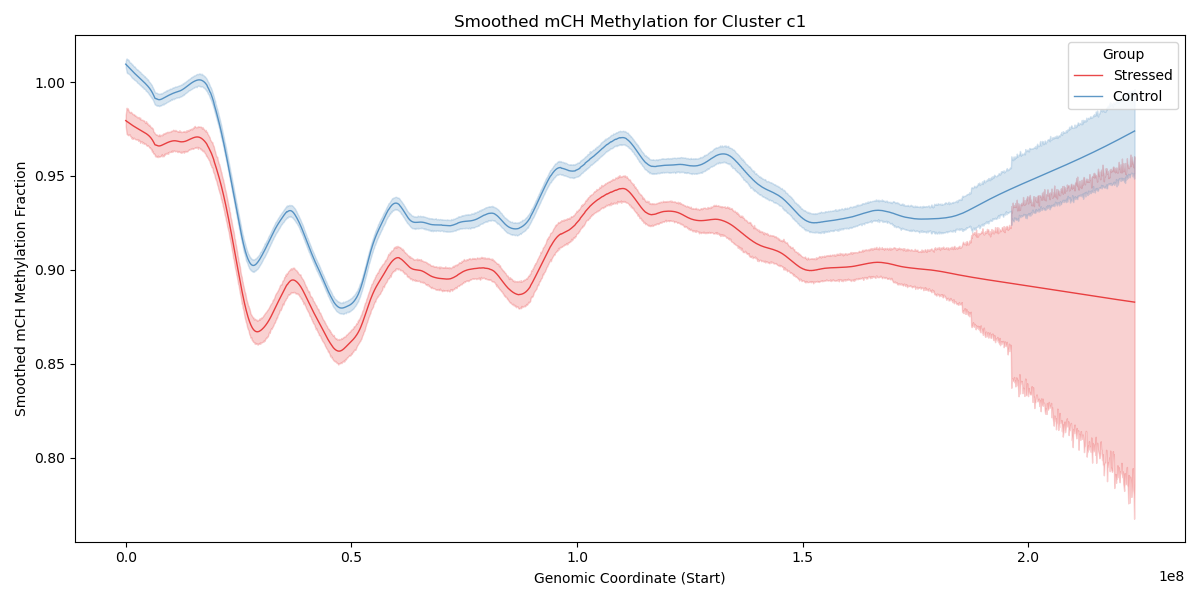 Smoothed mCH Methylation for Cluster c1
Group
Stressed
Control
Smoothed mCH Methylation Fraction
1.00
0.95
0.90
0.85
0.80
0.0
0.5
1.0
1.5
2.0
1e8
Genomic Coordinate (Start)